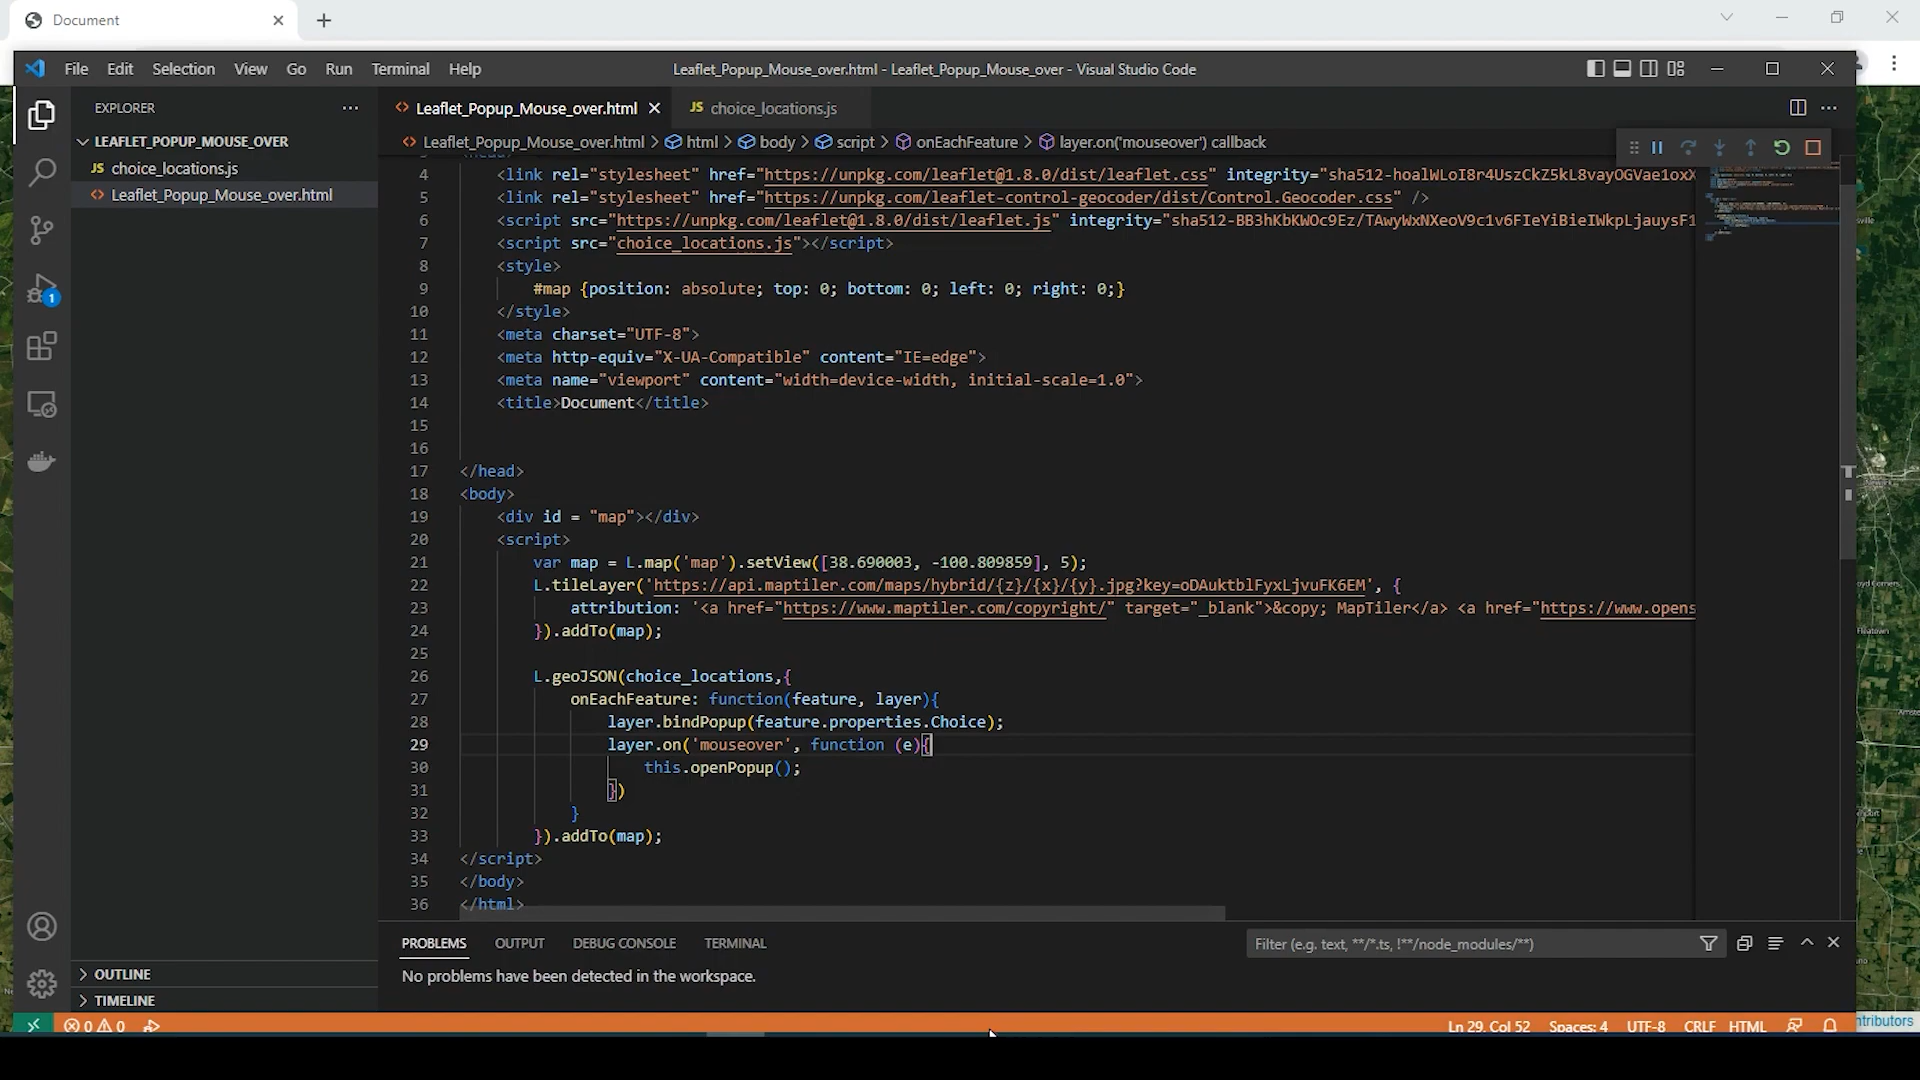 Document
File Edit Selection View Go Run Terminal Help
Leaflet_Popup_Mouse_over.html - Leaflet_Popup_Mouse_over - Visual Studio Code
EXPLORER
LEAFLET_POPUP_MOUSE_OVER
JS choice_locations.js
<> Leaflet_Popup_Mouse_over.html
OUTLINE
TIMELINE
1
<> Leaflet_Popup_Mouse_over.html
JS choice_locations.js
<> Leaflet_Popup_Mouse_over.html > html > body > script > onEachFeature > layer.on('mouseover') callback
4 <link rel="stylesheet" href="https://unpkg.com/leaflet@1.8.0/dist/leaflet.css" integrity="sha512-hoalWLoI8r4UszCkZ5kL8vayOGVae1oxX
5 <link rel="stylesheet" href="https://unpkg.com/leaflet-control-geocoder/dist/Control.Geocoder.css" />
6 <script src="https://unpkg.com/leaflet@1.8.0/dist/leaflet.js" integrity="sha512-BB3hKbKWOc9Ez/TAwyWxNXeoV9c1v6FIeYiBieIWkpLjauysF1
7 <script src="choice_locations.js"></script>
8 <style>
9 #map {position: absolute; top: 0; bottom: 0; left: 0; right: 0;}
10 </style>
11 <meta charset="UTF-8">
12 <meta http-equiv="X-UA-Compatible" content="IE=edge">
13 <meta name="viewport" content="width=device-width, initial-scale=1.0">
14 <title>Document</title>
15
16
17 </head>
18 <body>
19 <div id = "map"></div>
20 <script>
21 var map = L.map('map').setView([38.690003, -100.809859], 5);
22 L.tileLayer('https://api.maptiler.com/maps/hybrid/{z}/{x}/{y}.jpg?key=oDAuktblFyxLjvuFK6EM', {
23 attribution: '<a href="https://www.maptiler.com/copyright/" target="_blank">&copy; MapTiler</a> <a href="https://www.opens
24 }).addTo(map);
25
26 L.geoJSON(choice_locations,{
27 onEachFeature: function(feature, layer){
28 layer.bindPopup(feature.properties.Choice);
29 layer.on('mouseover', function (e){
30 this.openPopup();
31 })
32 }
33 }).addTo(map);
34 </script>
35 </body>
36 </html>
PROBLEMS OUTPUT DEBUG CONSOLE TERMINAL
Filter (e.g. text, **/*.ts, !**/node_modules/**)
No problems have been detected in the workspace.
0 0
Ln 29, Col 52 Spaces: 4 UTF-8 CRLF HTML
ntributors